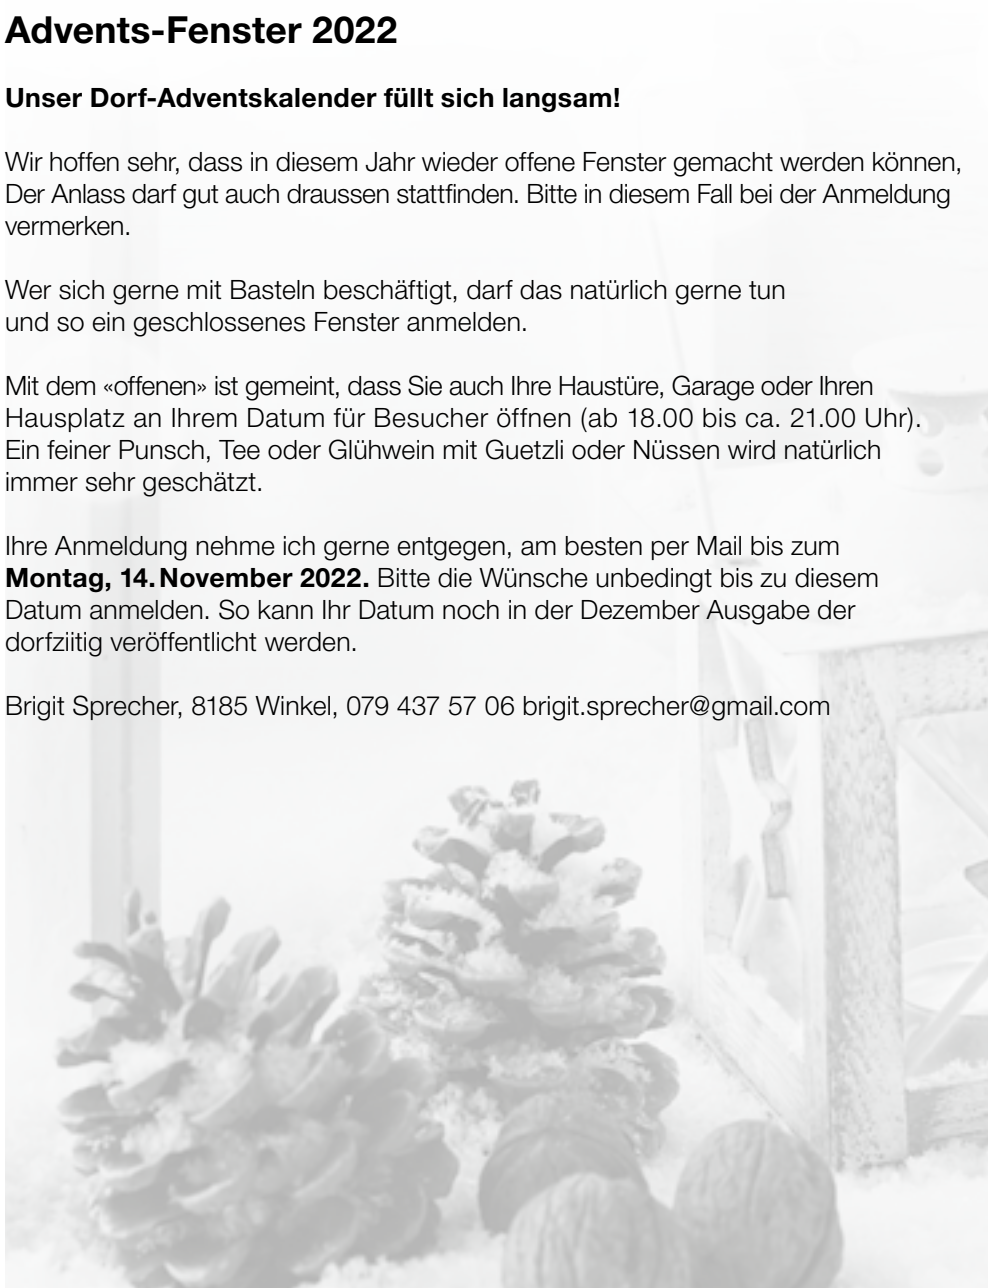 Advents-Fenster 2022
Unser Dorf-Adventskalender füllt sich langsam!
Wir hoffen sehr, dass in diesem Jahr wieder offene Fenster gemacht werden können,
Der Anlass darf gut auch draussen stattfinden. Bitte in diesem Fall bei der Anmeldung
vermerken.
Wer sich gerne mit Basteln beschäftigt, darf das natürlich gerne tun
und so ein geschlossenes Fenster anmelden.
Mit dem «offenen» ist gemeint, dass Sie auch Ihre Haustüre, Garage oder Ihren
Hausplatz an Ihrem Datum für Besucher öffnen (ab 18.00 bis ca. 21.00 Uhr).
Ein feiner Punsch, Tee oder Glühwein mit Guetzli oder Nüssen wird natürlich
immer sehr geschätzt.
Ihre Anmeldung nehme ich gerne entgegen, am besten per Mail bis zum
Montag, 14. November 2022. Bitte die Wünsche unbedingt bis zu diesem
Datum anmelden. So kann Ihr Datum noch in der Dezember Ausgabe der
dorfziitig veröffentlicht werden.
Brigit Sprecher, 8185 Winkel, 079 437 57 06 brigit.sprecher@gmail.com